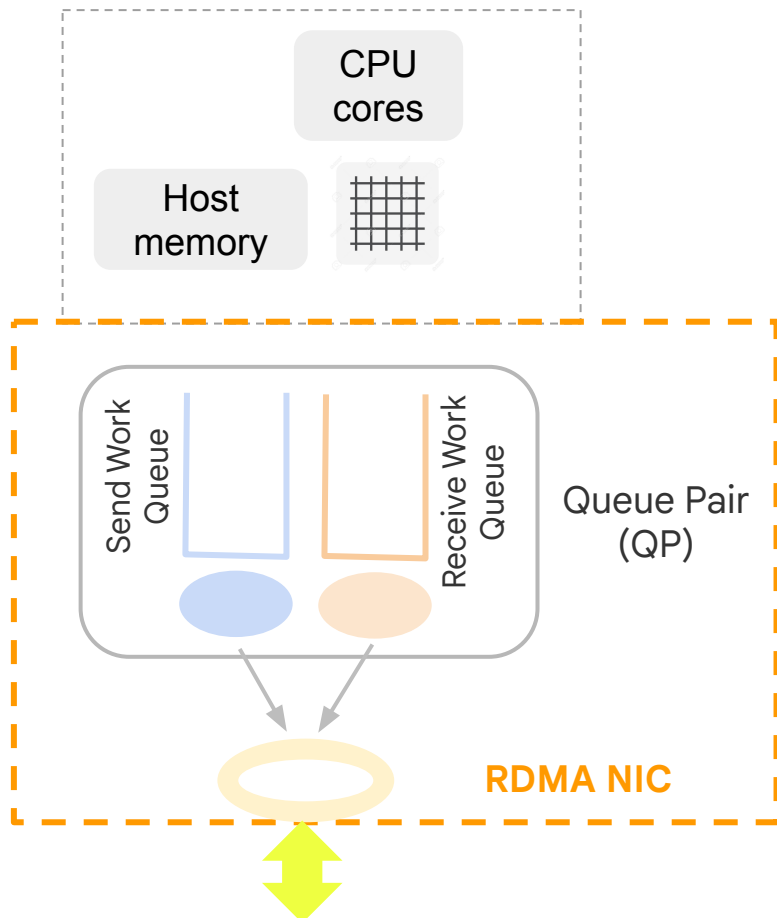 CPU
cores
Host
memory
Send Work
Queue
Receive Work
Queue
Queue Pair
(QP)
RDMA NIC